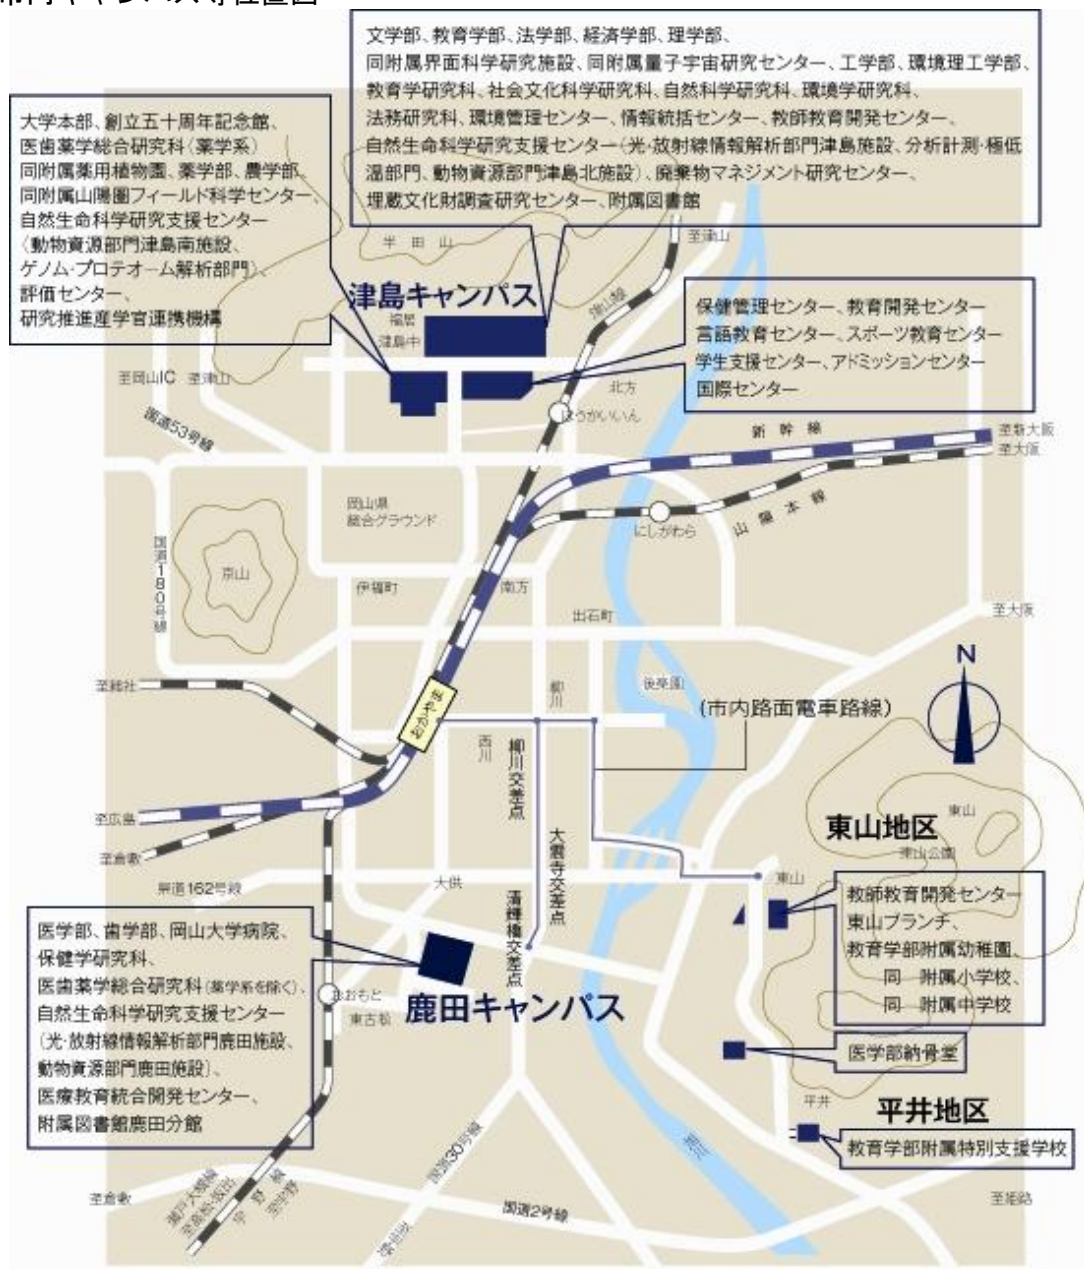 文学部、教育学部、法学部、経済学部、理学部、
同附属界面科学研究施設、同附属量子宇宙研究センター、工学部、環境理工学部、
教育学研究科、社会文化科学研究科、自然科学研究科、環境学研究科、
法務研究科、環境管理センター、情報統括センター、教師教育開発センター、
自然生命科学研究支援センター(光・放射線情報解析部門津島施設、分析計測・極低
温部門、動物資源部門津島北施設)、廃棄物マネジメント研究センター、
埋蔵文化財調査研究センター、附属図書館
大学本部、創立五十周年記念館、
医歯薬学総合研究科(薬学系)
同附属薬用植物園、薬学部、農学部、
同附属山陽圏フィールド科学センター、
自然生命科学研究支援センター
(動物資源部門津島南施設、
ゲノム・プロテオーム解析部門)、
評価センター、
研究推進産学官連携機構
半田山
至津山
津島キャンパス
福居
津島中
津山線
保健管理センター、教育開発センター
言語教育センター、スポーツ教育センター
学生支援センター、アドミッションセンター
国際センター
至岡山IC
至津山
北方
国道53号線
ほうかいいん
新幹線
至新大阪
至大阪
岡山県
総合グラウンド
にしがわら
山陽本線
国道180号線
京山
伊福町
南方
出石町
至大阪
N
至総社
おかやま
柳川
後楽園
(市内路面電車路線)
西川
柳川交差点
至広島
東山
東山地区
東山公園
至倉敷
大雲寺交差点
県道162号線
大供
東山
清輝橋交差点
教師教育開発センター
東山ブランチ、
教育学部附属幼稚園、
同 附属小学校、
同 附属中学校
医学部、歯学部、岡山大学病院、
保健学研究科、
医歯薬学総合研究科(薬学系を除く)、
自然生命科学研究支援センター
(光・放射線情報解析部門鹿田施設、
動物資源部門鹿田施設)、
医療教育統合開発センター、
附属図書館鹿田分館
おおもと
東古松
鹿田キャンパス
医学部納骨堂
平井
平井地区
教育学部附属特別支援学校
旭川
国道30号線
至倉敷
瀬戸大橋線
至高松・坂出
宇野線
至宇野
国道2号線
至姫路